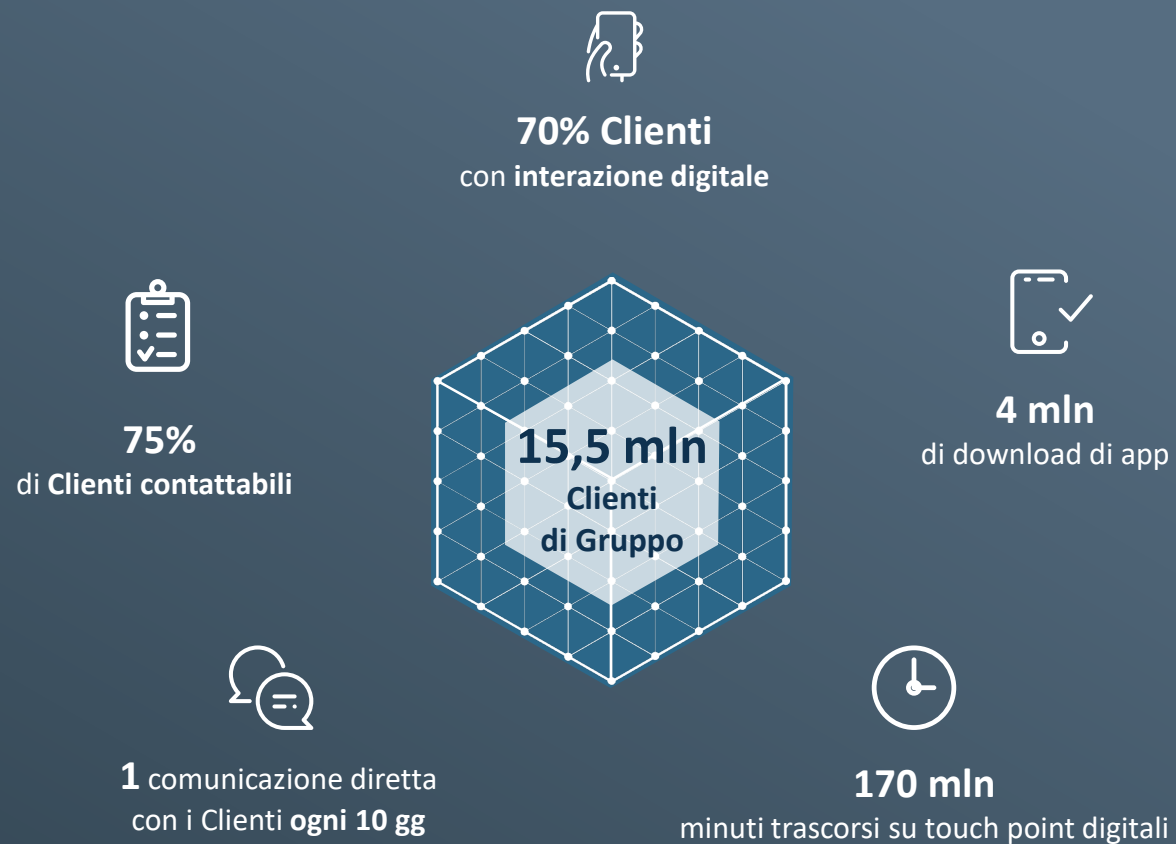 70% Clienti
con interazione digitale
75%
di Clienti contattabili
15,5 mln
Clienti
di Gruppo
4 mln
di download di app
1 comunicazione diretta
con i Clienti ogni 10 gg
170 mln
minuti trascorsi su touch point digitali